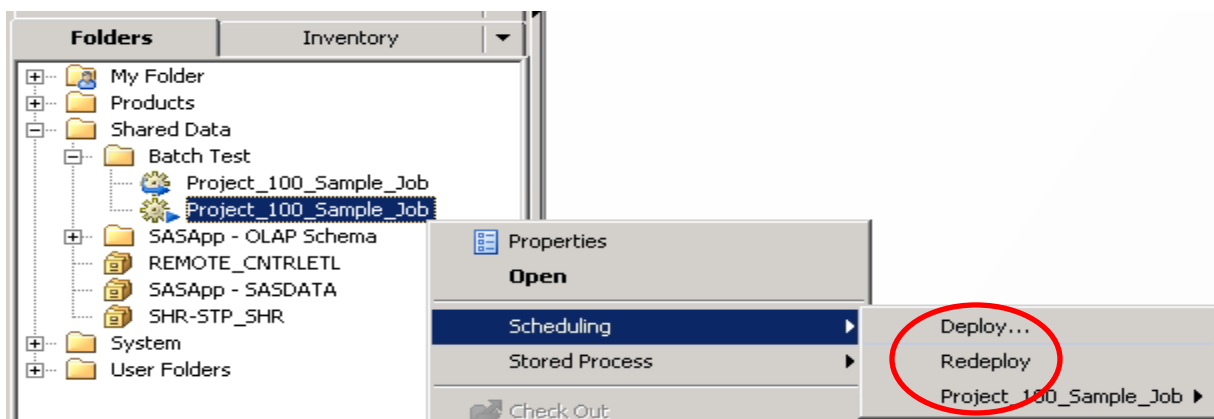 Folders Inventory
My Folder
Products
Shared Data
Batch Test
Project_100_Sample_Job
Project_100_Sample_Job
SASApp - OLAP Schema
REMOTE_CNTRLETL
SASApp - SASDATA
SHR-STP_SHR
System
User Folders
Properties
Open
Scheduling
Stored Process
Check Out
Deploy...
Redeploy
Project_100_Sample_Job